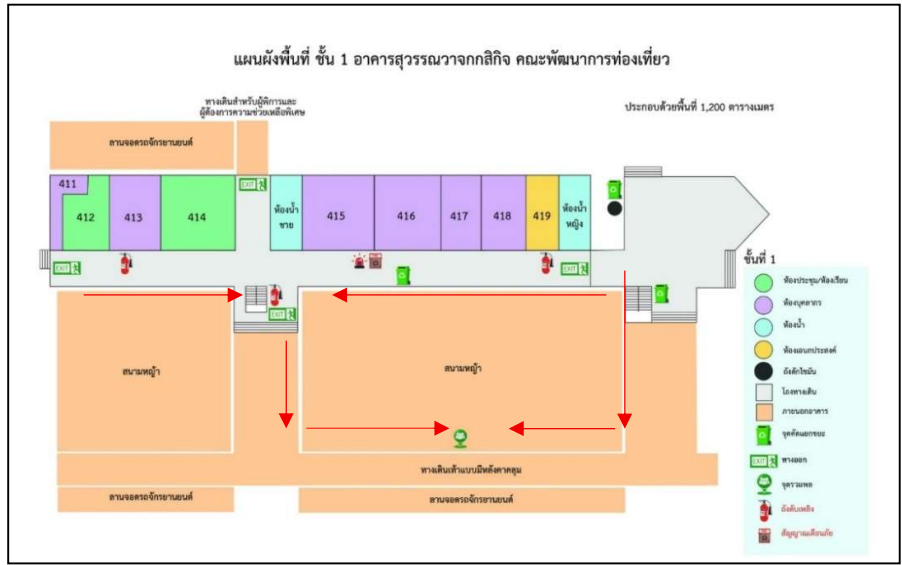 แผนผังพื้นที่ ชั้น 1 อาคารสุวรรณวาจกกสิกิจ คณะพัฒนาการท่องเที่ยว
ทางเดินสำหรับผู้พิการและ
ผู้ต้องการความช่วยเหลือพิเศษ
ประกอบด้วยพื้นที่ 1,200 ตารางเมตร
ลานจอดรถจักรยานยนต์
411
412
413
414
EXIT
ห้องน้ำ
ชาย
415
416
417
418
419
ห้องน้ำ
หญิง
EXIT
EXIT
EXIT
สนามหญ้า
สนามหญ้า
ทางเดินเท้าแบบมีหลังคาคลุม
ลานจอดรถจักรยานยนต์
ลานจอดรถจักรยานยนต์
ชั้นที่ 1
ห้องประชุม/ห้องเรียน
ห้องบุคลากร
ห้องน้ำ
ห้องอเนกประสงค์
ถังดักไขมัน
โถงทางเดิน
ภายนอกอาคาร
จุดคัดแยกขยะ
EXIT ทางออก
จุดรวมพล
ถังดับเพลิง
สัญญาณเตือนภัย